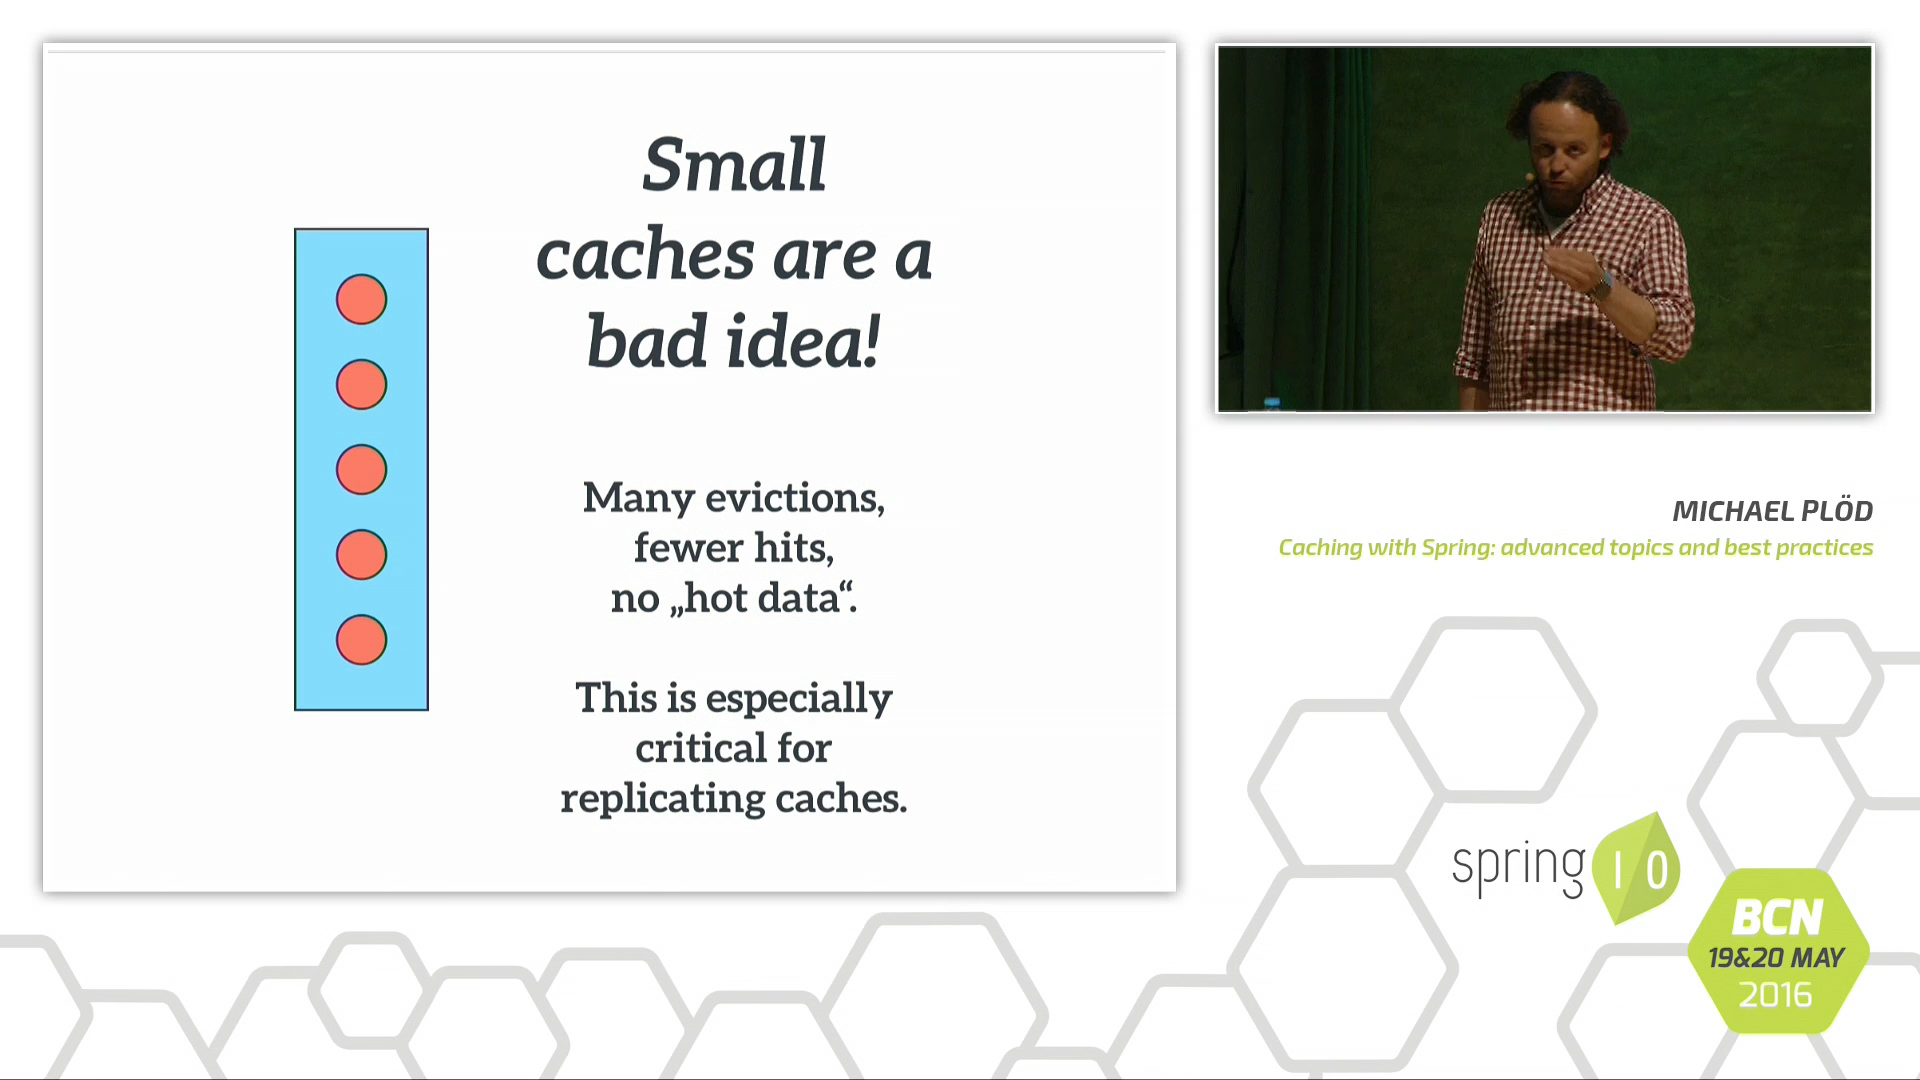 Small
caches are a
bad idea!
Many evictions,
fewer hits,
no „hot data“.
This is especially
critical for
replicating caches.
MICHAEL PLÖD
Caching with Spring: advanced topics and best practices
spring I O
BCN
19&20 MAY
2016